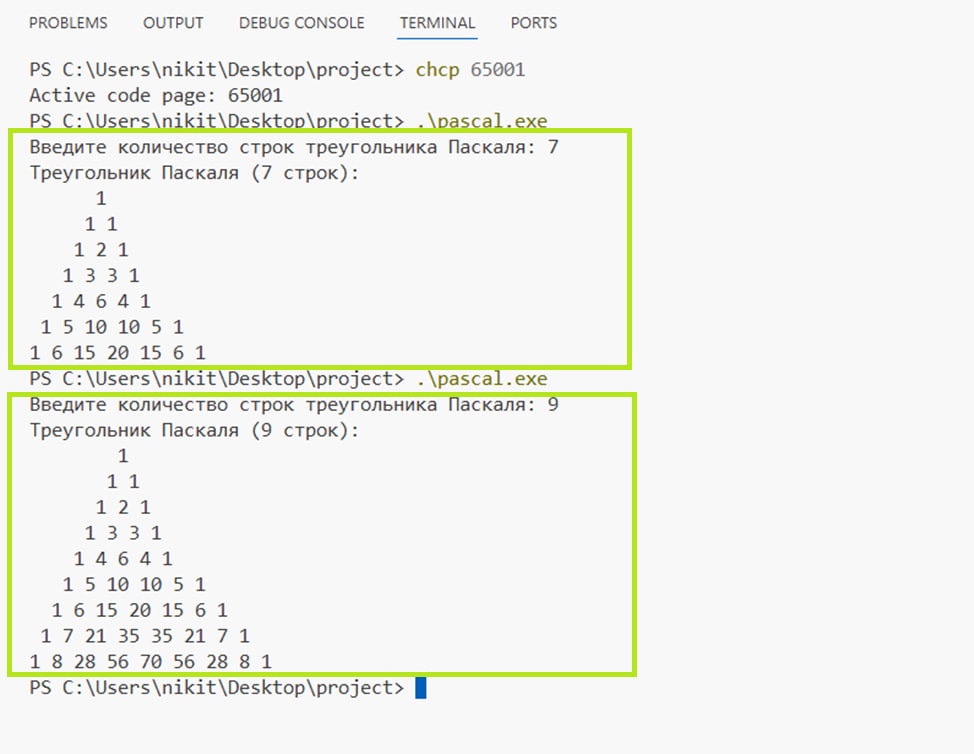 PROBLEMS OUTPUT DEBUG CONSOLE TERMINAL PORTS
PS C:\Users\nikit\Desktop\project> chcp 65001
Active code page: 65001
PS C:\Users\nikit\Desktop\project> .\pascal.exe
Введите количество строк треугольника Паскаля: 7
Треугольник Паскаля (7 строк):
      1
     1 1
    1 2 1
   1 3 3 1
  1 4 6 4 1
 1 5 10 10 5 1
1 6 15 20 15 6 1
PS C:\Users\nikit\Desktop\project> .\pascal.exe
Введите количество строк треугольника Паскаля: 9
Треугольник Паскаля (9 строк):
        1
       1 1
      1 2 1
     1 3 3 1
    1 4 6 4 1
   1 5 10 10 5 1
  1 6 15 20 15 6 1
 1 7 21 35 35 21 7 1
1 8 28 56 70 56 28 8 1
PS C:\Users\nikit\Desktop\project>